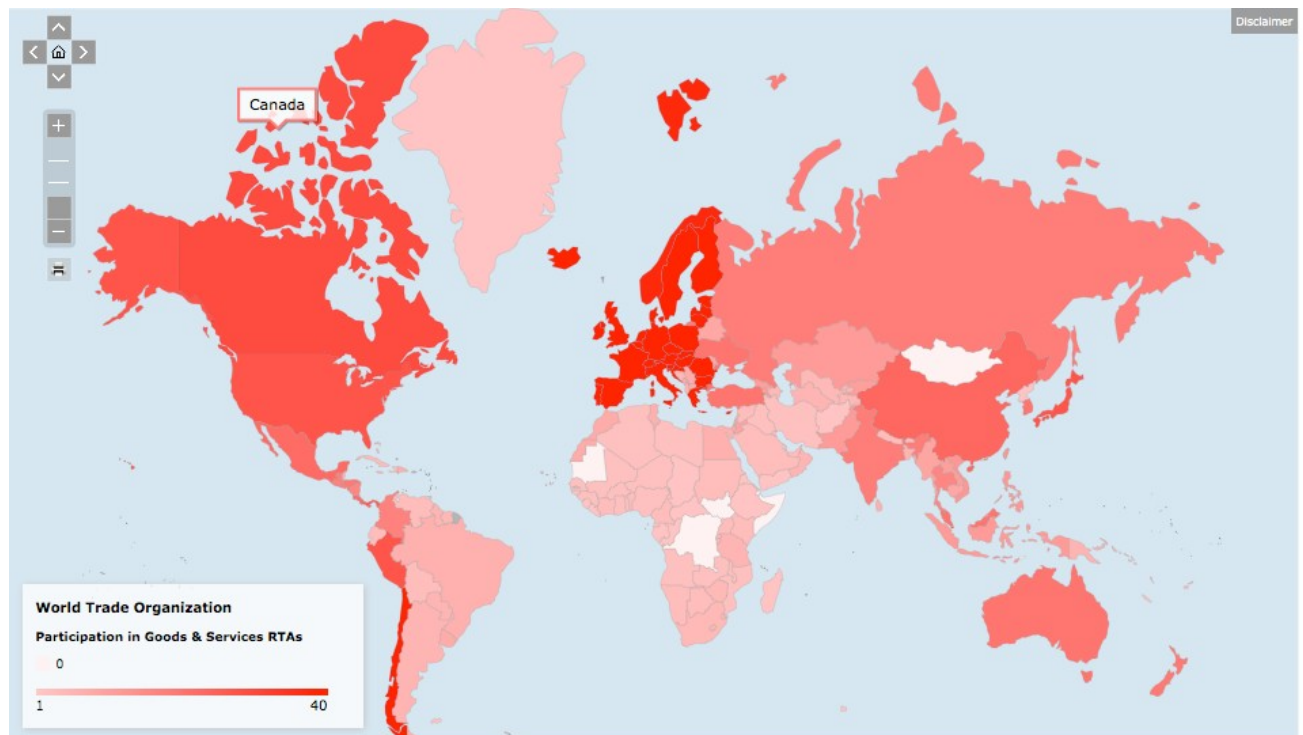 Disclaimer
Canada
World Trade Organization
Participation in Goods & Services RTAs
0
1 40